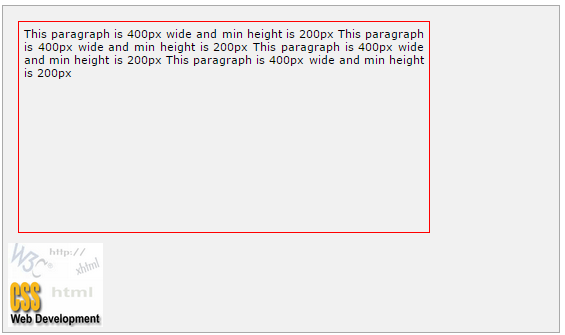 This paragraph is 400px wide and min height is 200px This paragraph
is 400px wide and min height is 200px This paragraph is 400px wide
and min height is 200px This paragraph is 400px wide and min height
is 200px
W3C®
http://
xhtml
CSS
html
Web Development